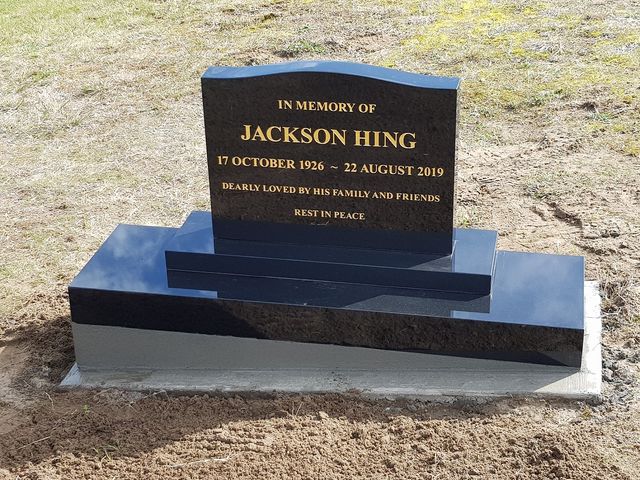 IN MEMORY OF
JACKSON HING
17 OCTOBER 1926 ~ 22 AUGUST 2019
DEARLY LOVED BY HIS FAMILY AND FRIENDS
REST IN PEACE